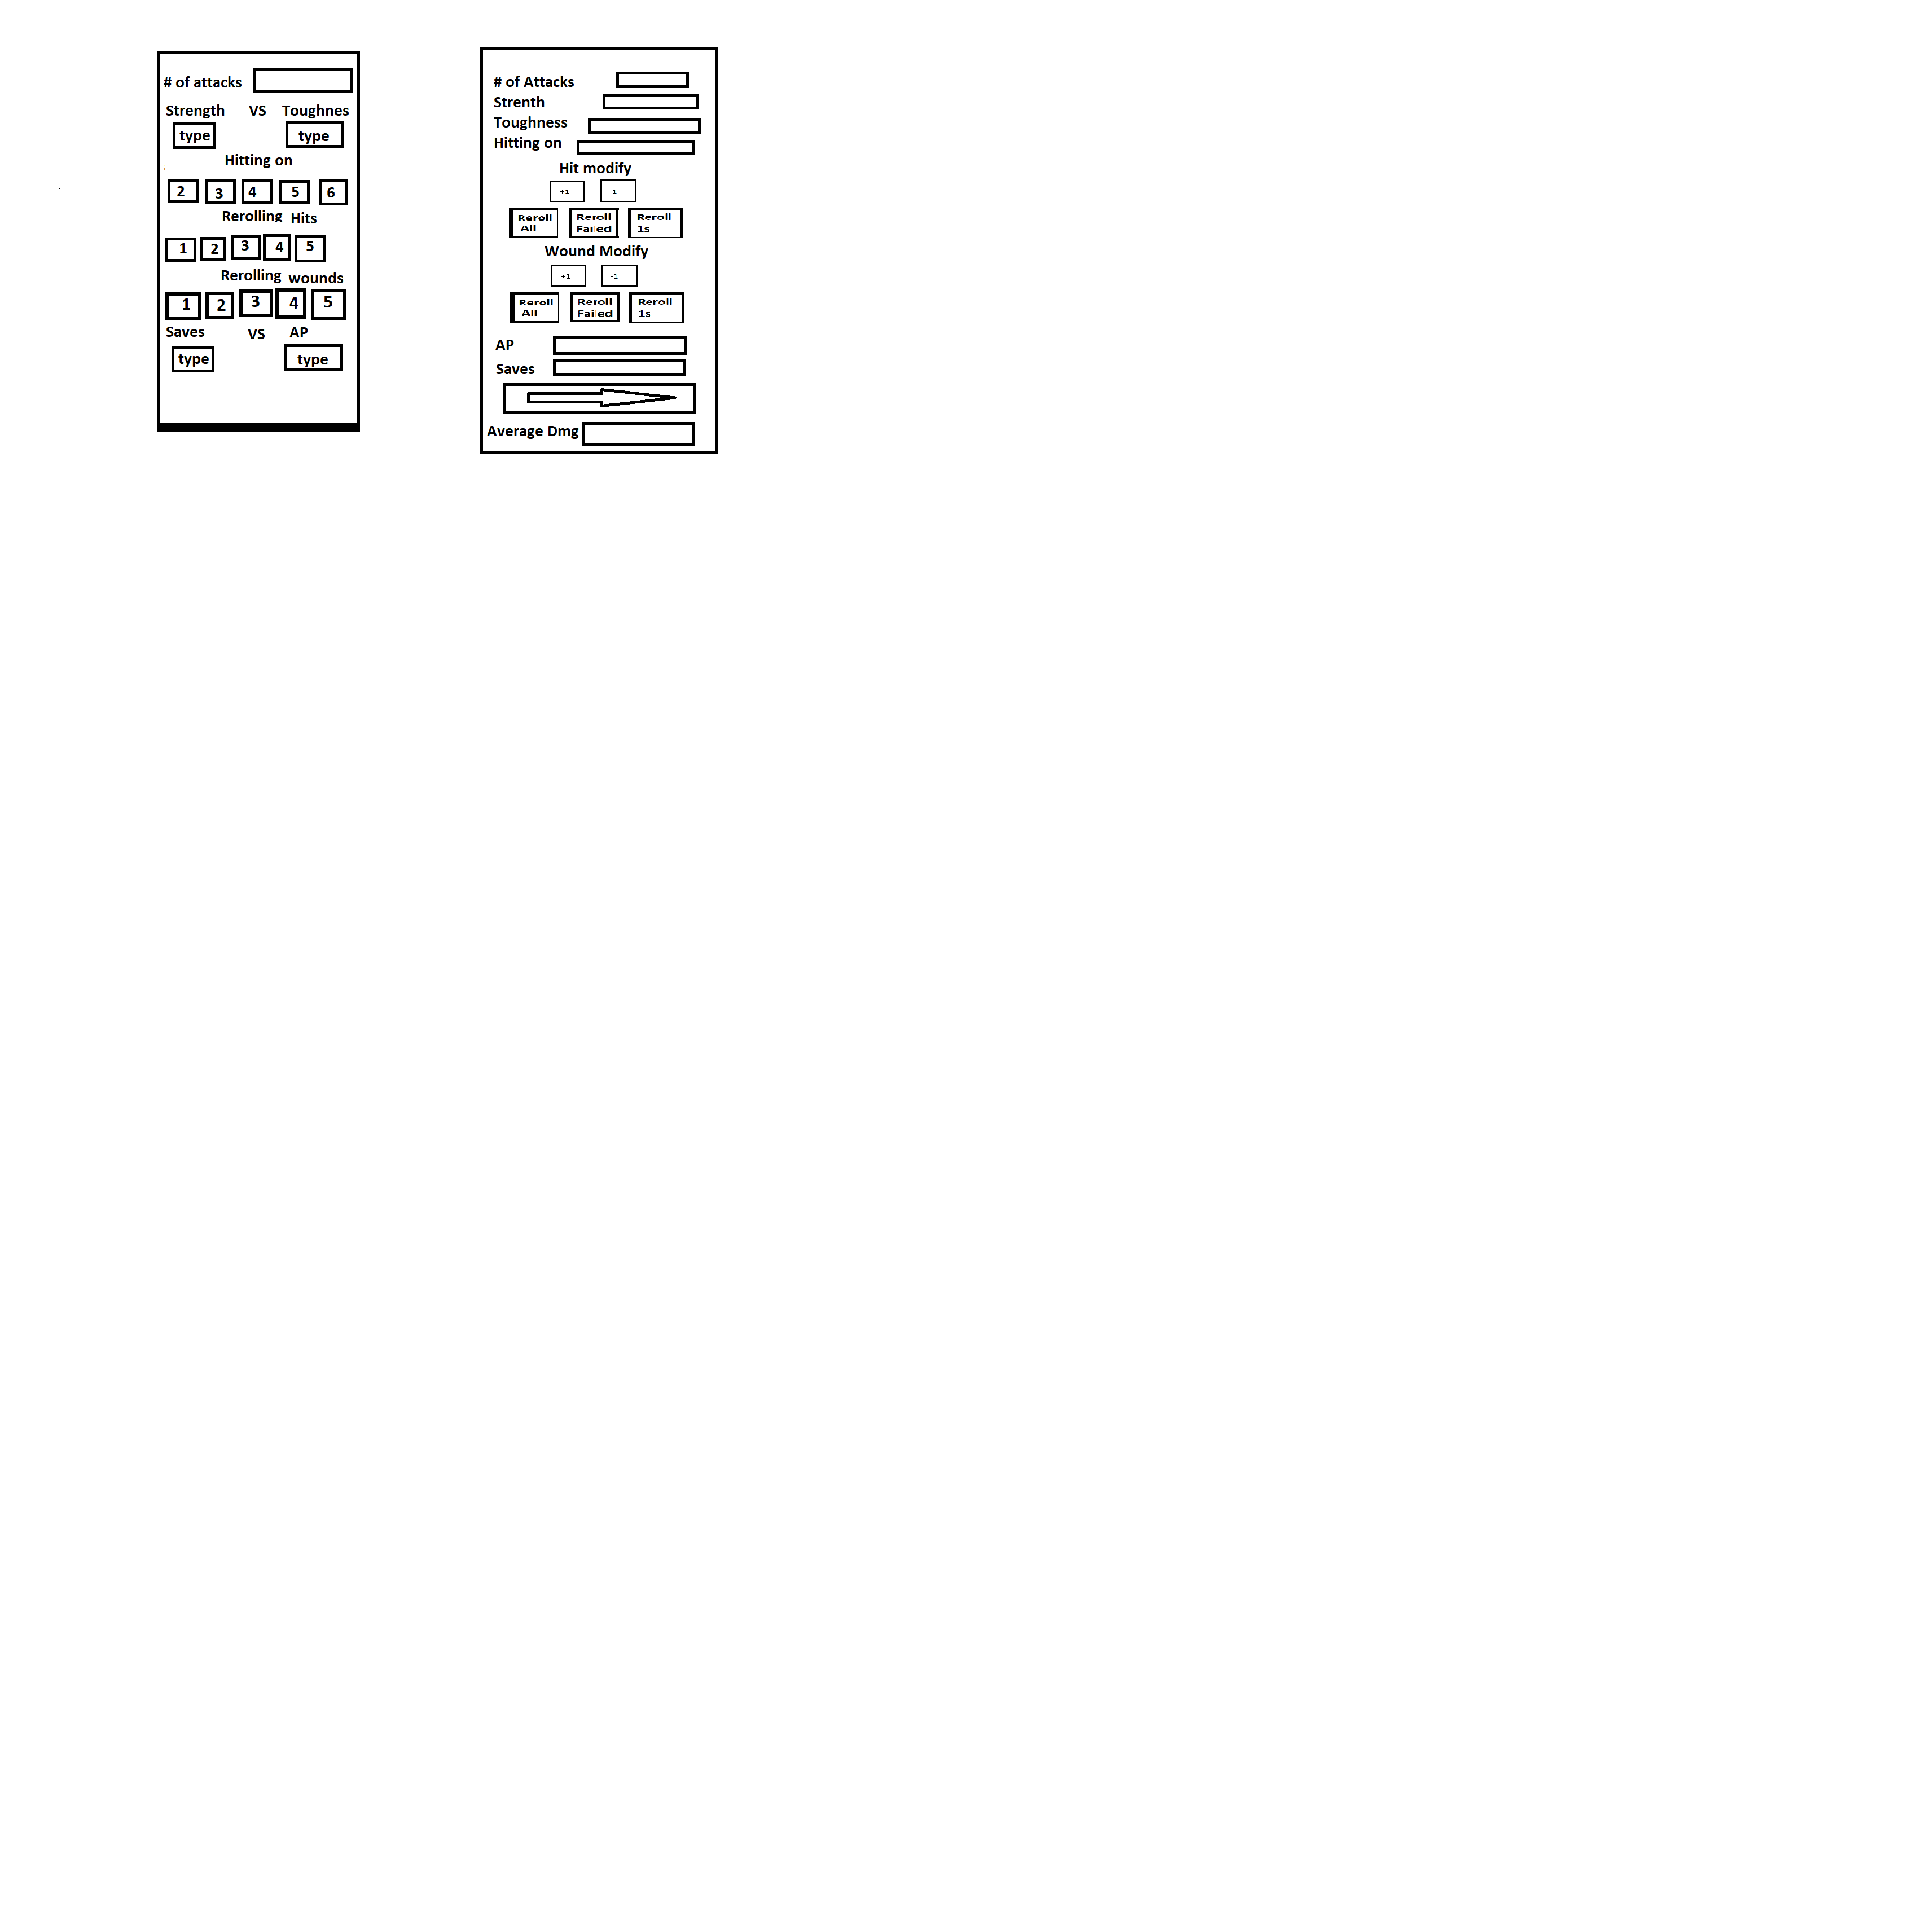 # of attacks
Strength VS Toughnes
type type
Hitting on
2 3 4 5 6
Rerolling Hits
1 2 3 4 5
Rerolling wounds
1 2 3 4 5
Saves VS AP
type type
# of Attacks
Strenth
Toughness
Hitting on
Hit modify
+1 -1
Reroll All Reroll Failed Reroll 1s
Wound Modify
+1 -1
Reroll All Reroll Failed Reroll 1s
AP
Saves
Average Dmg